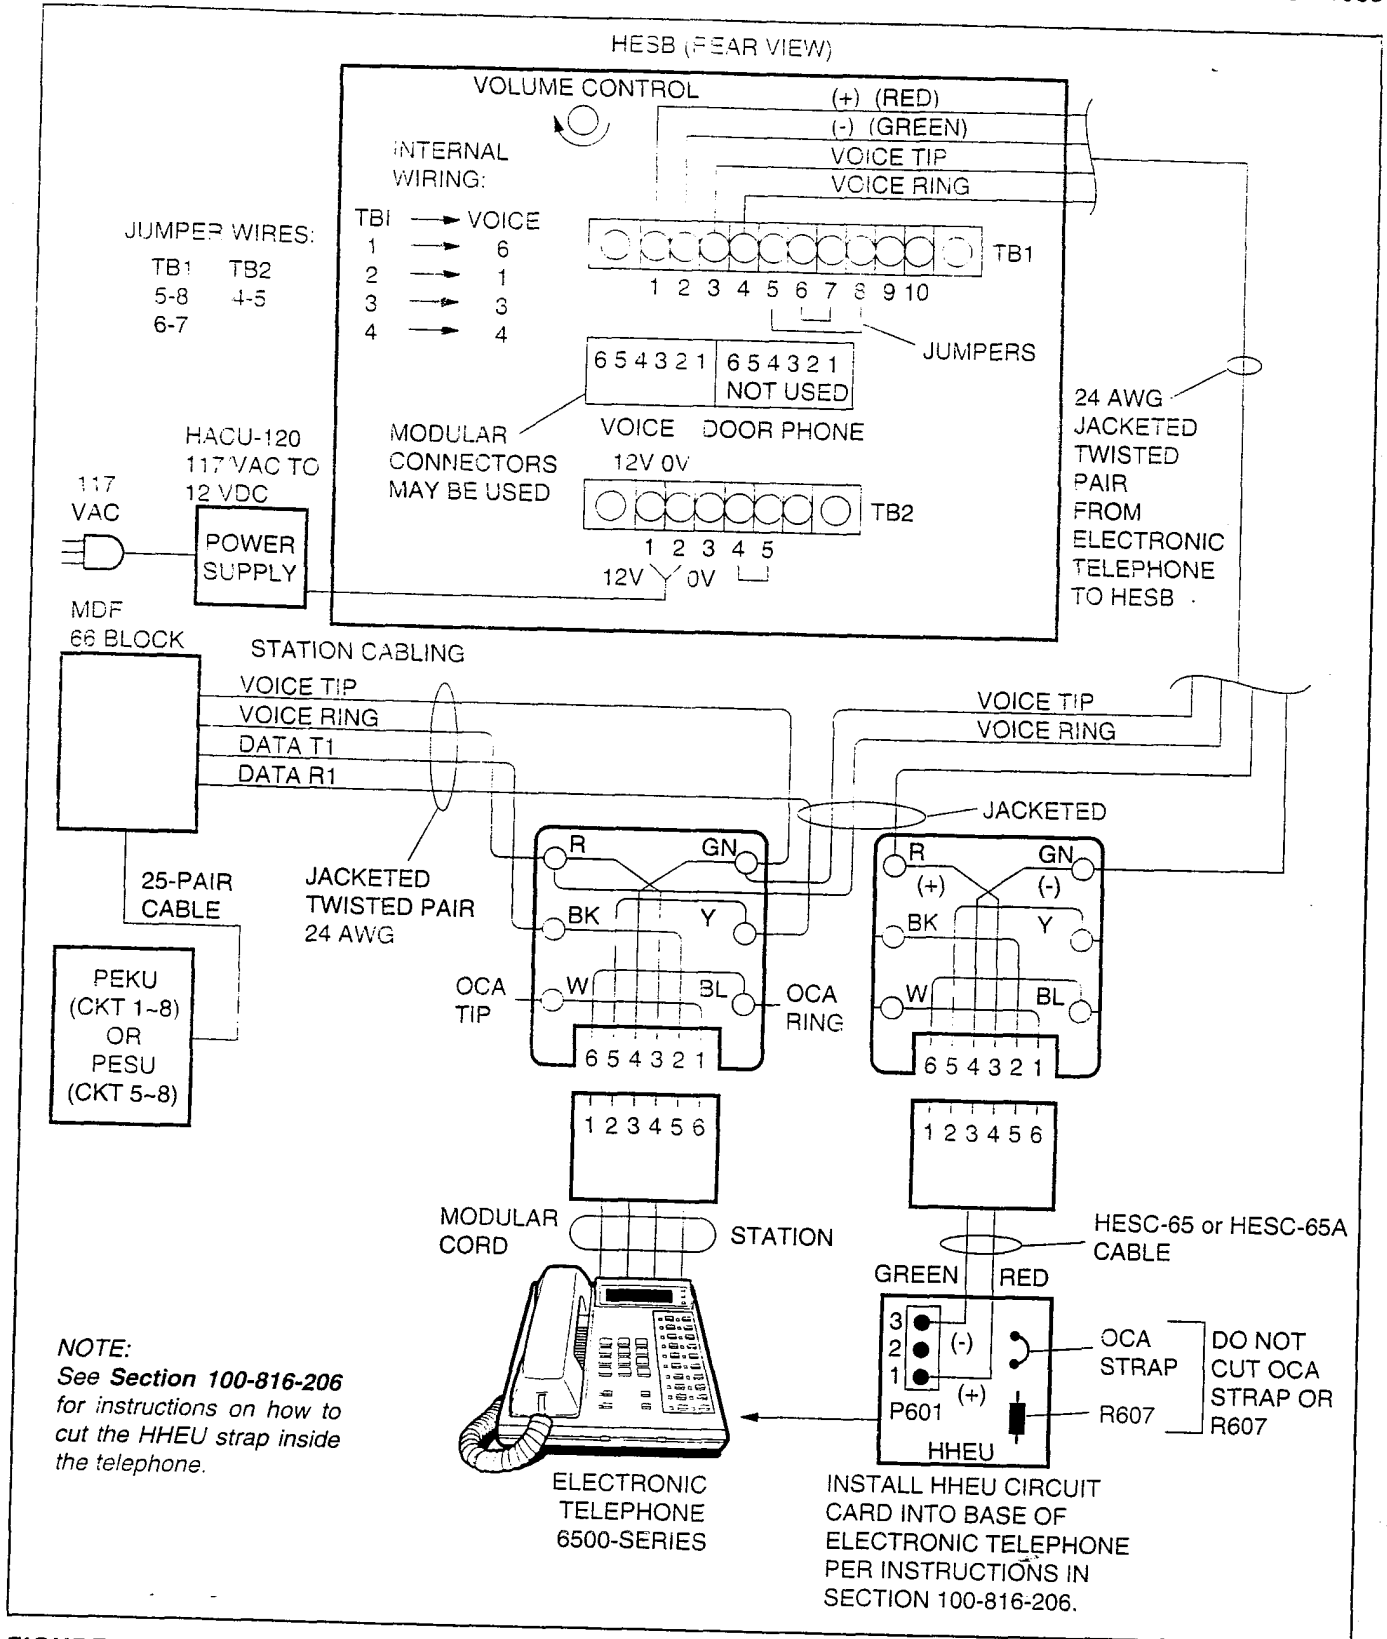 HESB (REAR VIEW)
VOLUME CONTROL
(+) (RED)
(-) (GREEN)
VOICE TIP
VOICE RING
INTERNAL
WIRING:
TBI → VOICE
1 → 6
2 → 1
3 → 3
4 → 4
JUMPER WIRES:
TB1 TB2
5-8 4-5
6-7
TB1
1 2 3 4 5 6 7 8 9 10
JUMPERS
6 5 4 3 2 1 6 5 4 3 2 1
NOT USED
VOICE DOOR PHONE
MODULAR
CONNECTORS
MAY BE USED
12V 0V
TB2
1 2 3 4 5
12V 0V
24 AWG
JACKETED
TWISTED
PAIR
FROM
ELECTRONIC
TELEPHONE
TO HESB
HACU-120
117 VAC TO
12 VDC
117
VAC
POWER
SUPPLY
MDF
66 BLOCK
STATION CABLING
VOICE TIP
VOICE RING
DATA T1
DATA R1
VOICE TIP
VOICE RING
JACKETED
25-PAIR
CABLE
JACKETED
TWISTED PAIR
24 AWG
PEKU
(CKT 1~8)
OR
PESU
(CKT 5~8)
R GN
BK Y
W BL
OCA
TIP
OCA
RING
6 5 4 3 2 1
R GN
(+) (-)
BK Y
W BL
6 5 4 3 2 1
1 2 3 4 5 6
1 2 3 4 5 6
MODULAR
CORD
STATION
HESC-65 or HESC-65A
CABLE
GREEN RED
3
2
1
(-)
(+)
P601
HHEU
OCA
STRAP
R607
DO NOT
CUT OCA
STRAP OR
R607
NOTE:
See Section 100-816-206
for instructions on how to
cut the HHEU strap inside
the telephone.
ELECTRONIC
TELEPHONE
6500-SERIES
INSTALL HHEU CIRCUIT
CARD INTO BASE OF
ELECTRONIC TELEPHONE
PER INSTRUCTIONS IN
SECTION 100-816-206.